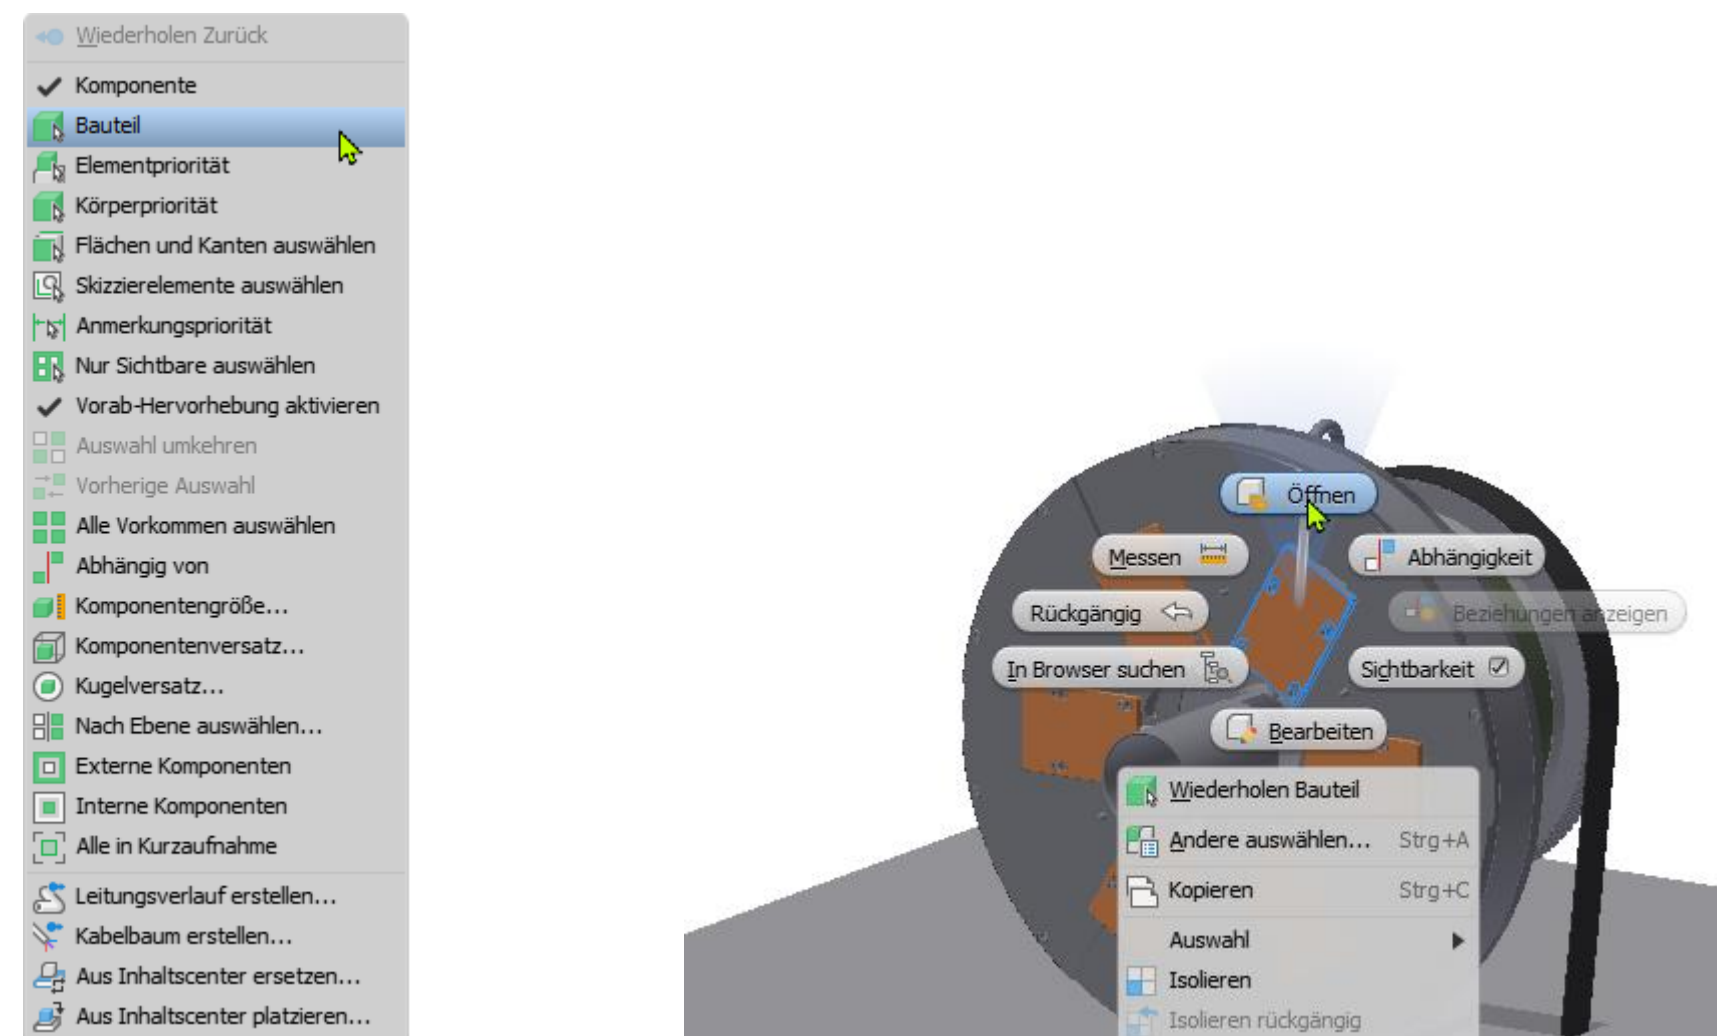 Wiederholen Zurück
Komponente
Bauteil
Elementpriorität
Körperpriorität
Flächen und Kanten auswählen
Skizzierelemente auswählen
Anmerkungspriorität
Nur Sichtbare auswählen
Vorab-Hervorhebung aktivieren
Auswahl umkehren
Vorherige Auswahl
Alle Vorkommen auswählen
Abhängig von
Komponentengröße...
Komponentenversatz...
Kugelversatz...
Nach Ebene auswählen...
Externe Komponenten
Interne Komponenten
Alle in Kurzaufnahme
Leitungsverlauf erstellen...
Kabelbaum erstellen...
Aus Inhaltscenter ersetzen...
Aus Inhaltscenter platzieren...
Öffnen
Messen
Abhängigkeit
Rückgängig
Beziehungen anzeigen
In Browser suchen
Sichtbarkeit
Bearbeiten
Wiederholen Bauteil
Andere auswählen... Strg+A
Kopieren Strg+C
Auswahl
Isolieren
Isolieren rückgängig